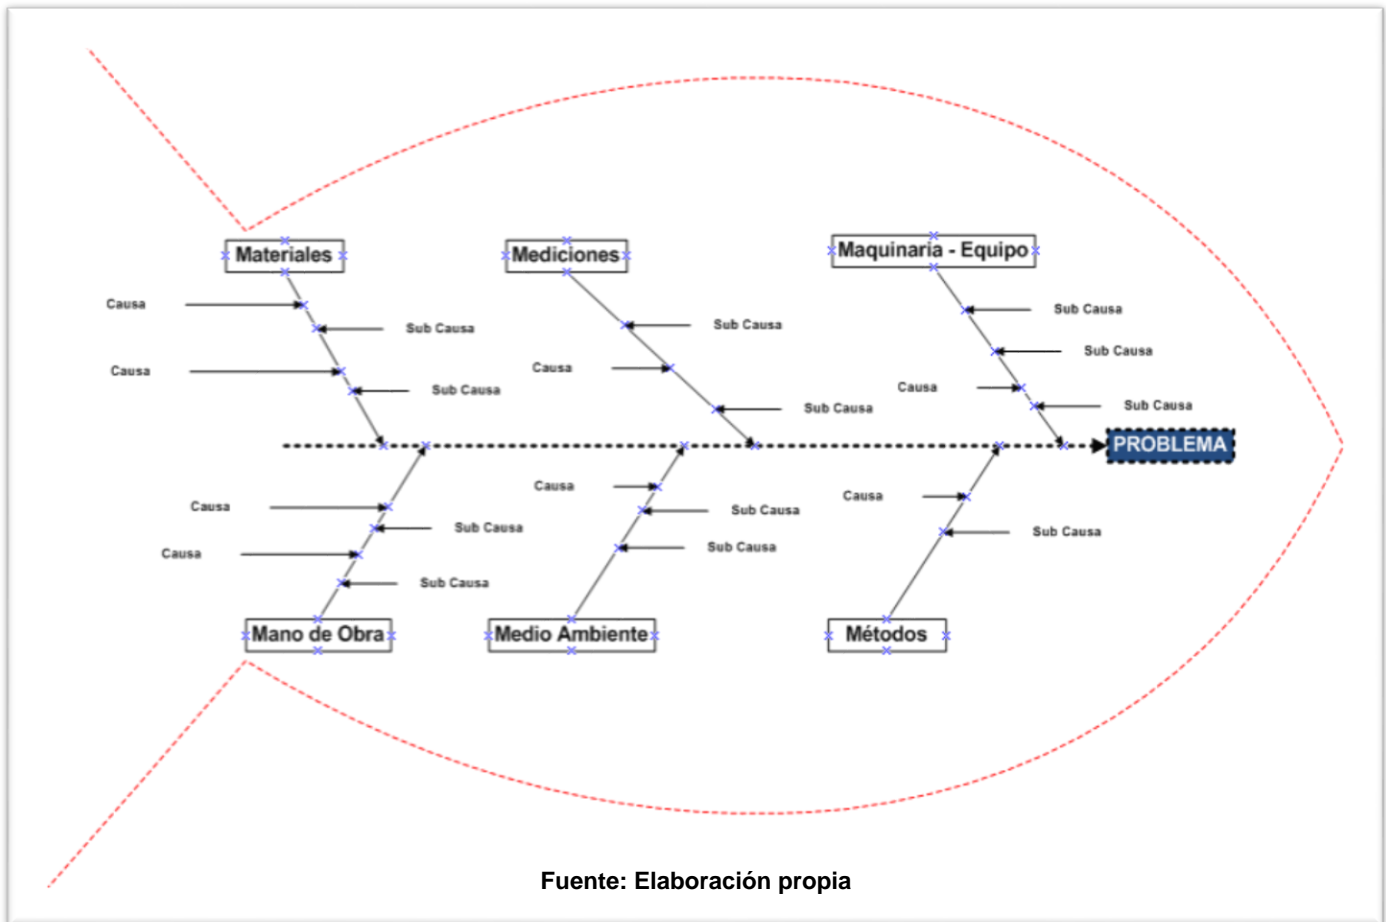 Materiales
Mediciones
Maquinaria - Equipo
Causa
Sub Causa
Causa
Sub Causa
Sub Causa
Causa
Sub Causa
Sub Causa
Sub Causa
Causa
Sub Causa
PROBLEMA
Causa
Sub Causa
Causa
Sub Causa
Causa
Sub Causa
Sub Causa
Causa
Sub Causa
Mano de Obra
Medio Ambiente
Métodos
Fuente: Elaboración propia